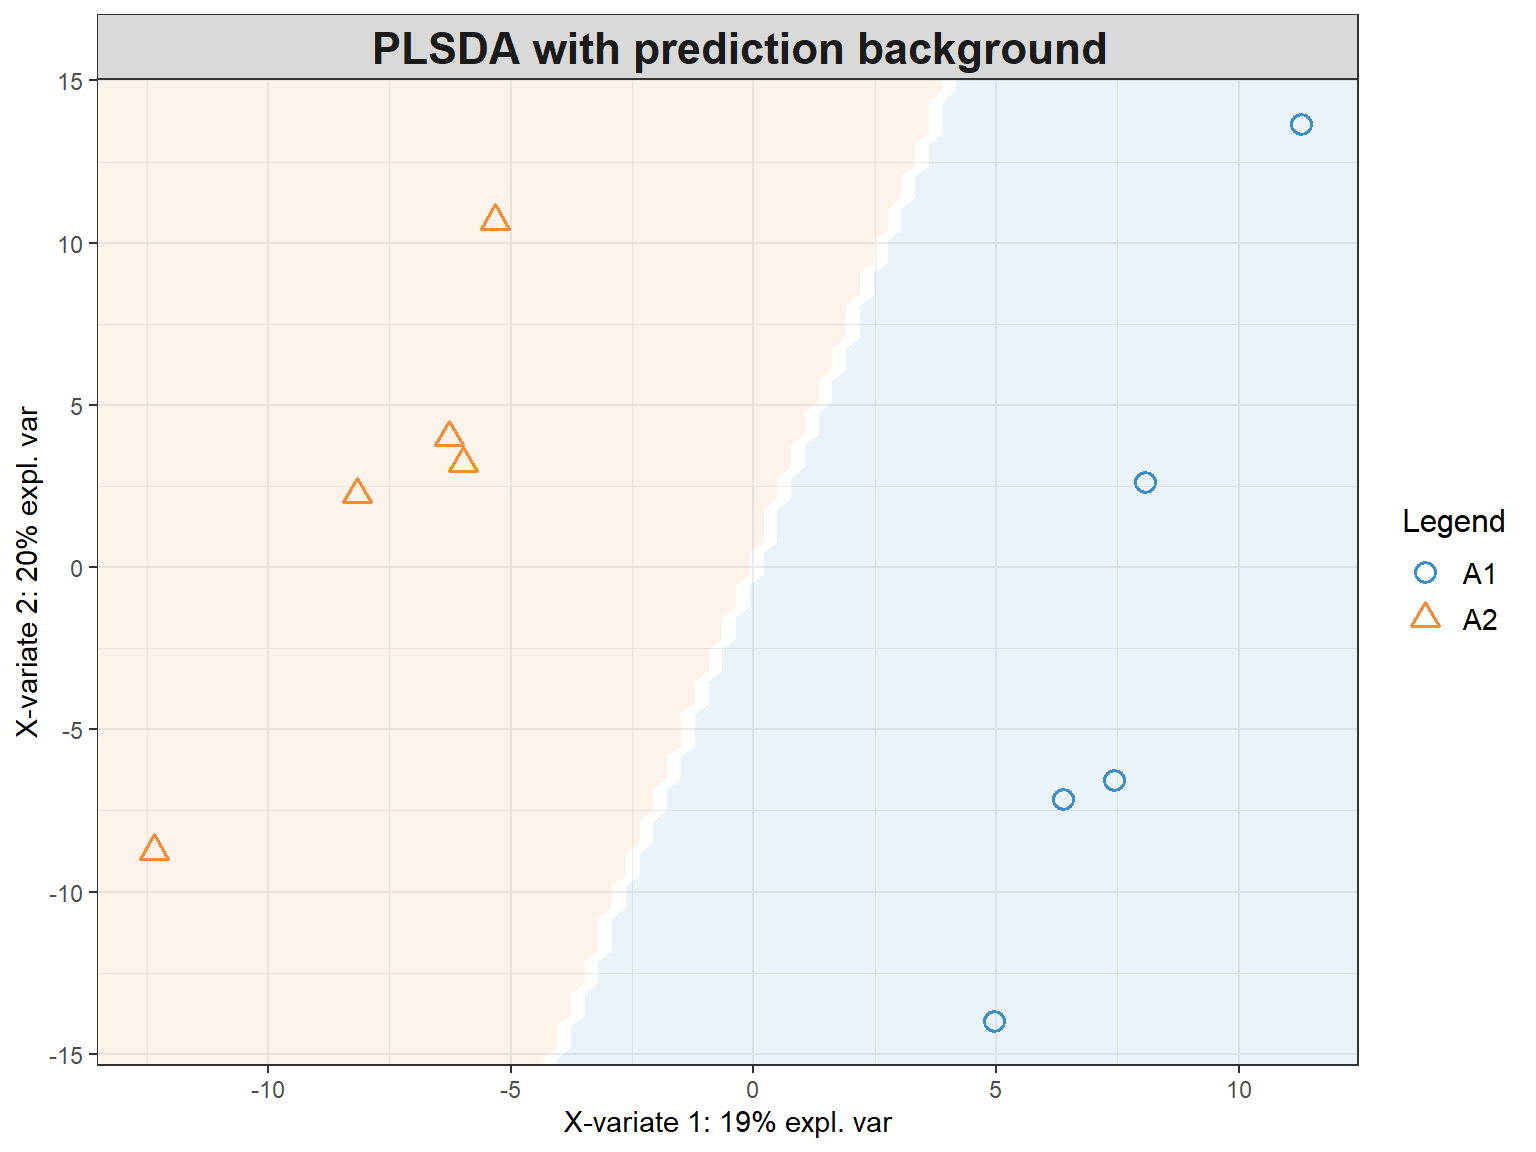 PLSDA with prediction background
15
10
5
0
-5
-10
-15
X-variate 2: 20% expl. var
-10
-5
0
5
10
X-variate 1: 19% expl. var
Legend
A1
A2